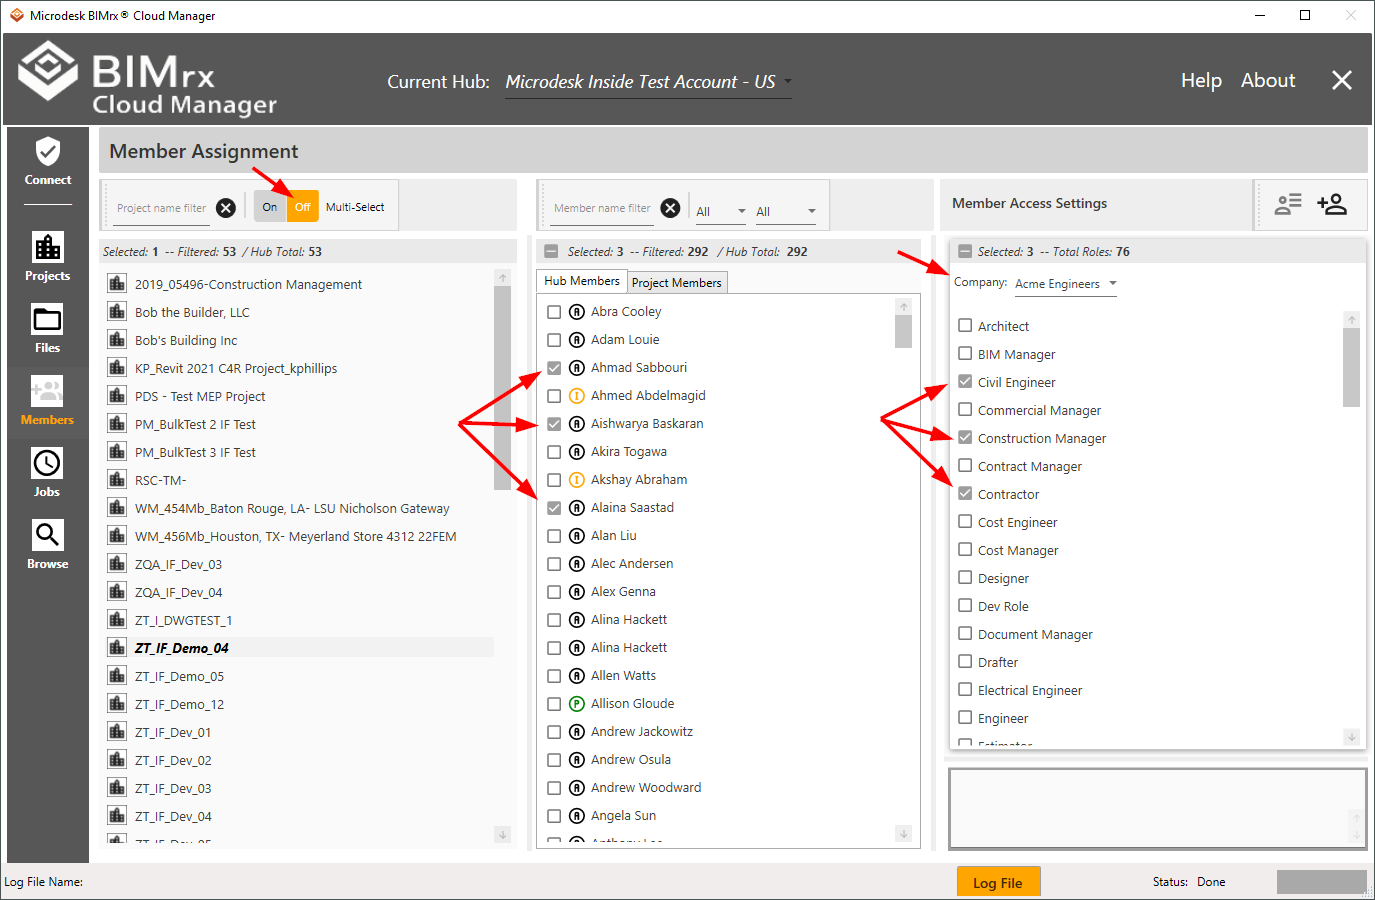 Microdesk BIMrx® Cloud Manager
BIMrx
Cloud Manager
Current Hub: Microdesk Inside Test Account - US
Help About
Connect
Projects
Files
Members
Jobs
Browse
Member Assignment
Project name filter
On Off Multi-Select
Selected: 1 -- Filtered: 53 / Hub Total: 53
2019_05496-Construction Management
Bob the Builder, LLC
Bob's Building Inc
KP_Revit 2021 C4R Project_kphillips
PDS - Test MEP Project
PM_BulkTest 2 IF Test
PM_BulkTest 3 IF Test
RSC-TM-
WM_454Mb_Baton Rouge, LA- LSU Nicholson Gateway
WM_456Mb_Houston, TX- Meyerland Store 4312 22FEM
ZQA_IF_Dev_03
ZQA_IF_Dev_04
ZT_I_DWGTEST_1
ZT_IF_Demo_04
ZT_IF_Demo_05
ZT_IF_Demo_12
ZT_IF_Dev_01
ZT_IF_Dev_02
ZT_IF_Dev_03
ZT_IF_Dev_04
ZT_IF_Dev_05
Member name filter
All All
Selected: 3 -- Filtered: 292 / Hub Total: 292
Hub Members Project Members
A Abra Cooley
A Adam Louie
A Ahmad Sabbouri
I Ahmed Abdelmagid
A Aishwarya Baskaran
A Akira Togawa
I Akshay Abraham
A Alaina Saastad
A Alan Liu
A Alec Andersen
A Alex Genna
A Alina Hackett
A Alina Hackett
A Allen Watts
P Allison Gloude
A Andrew Jackowitz
A Andrew Osula
A Andrew Woodward
A Angela Sun
A Anthony Lee
Member Access Settings
Selected: 3 -- Total Roles: 76
Company: Acme Engineers
Architect
BIM Manager
Civil Engineer
Commercial Manager
Construction Manager
Contract Manager
Contractor
Cost Engineer
Cost Manager
Designer
Dev Role
Document Manager
Drafter
Electrical Engineer
Engineer
Estimator
Log File Name:
Log File
Status: Done